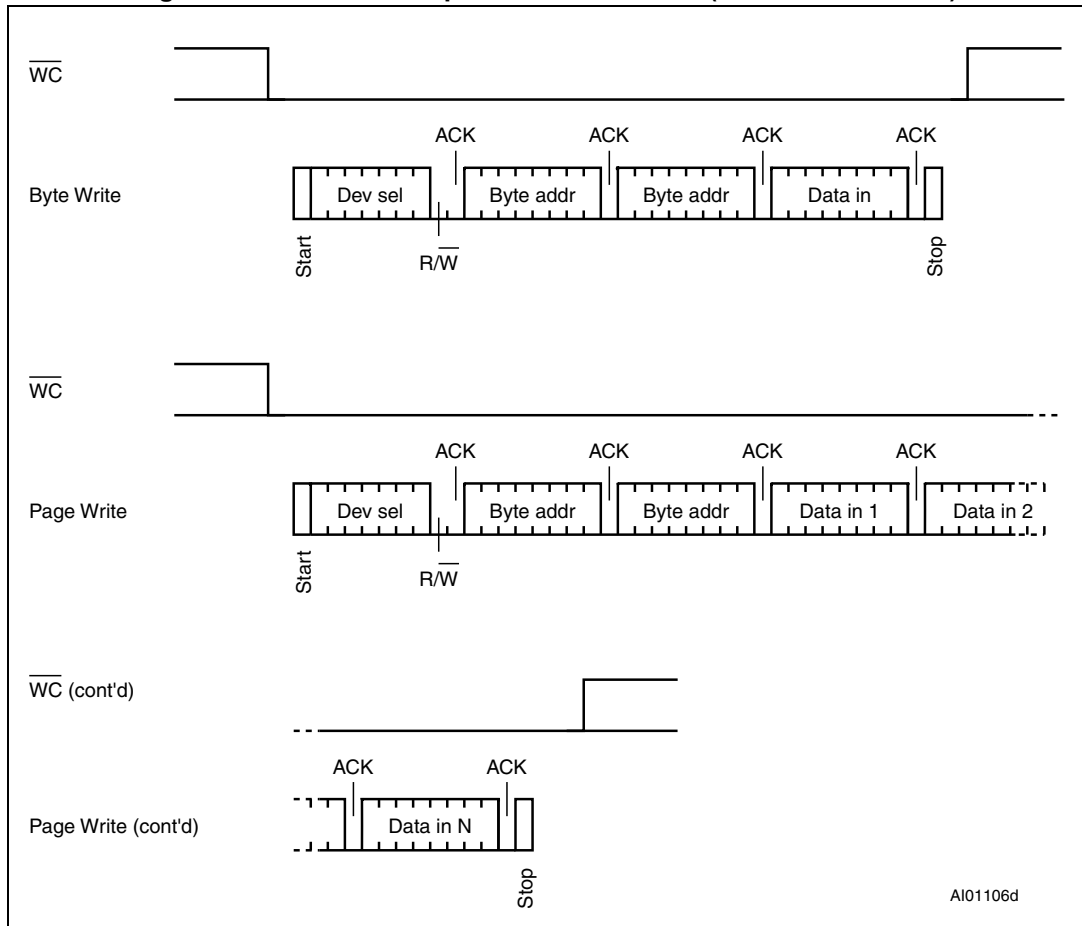 WC
ACK ACK ACK ACK
Byte Write
Dev sel Byte addr Byte addr Data in
Start
R/W
Stop
WC
ACK ACK ACK ACK
Page Write
Dev sel Byte addr Byte addr Data in 1 Data in 2
Start
R/W
WC (cont'd)
ACK ACK
Page Write (cont'd)
Data in N
Stop
AI01106d